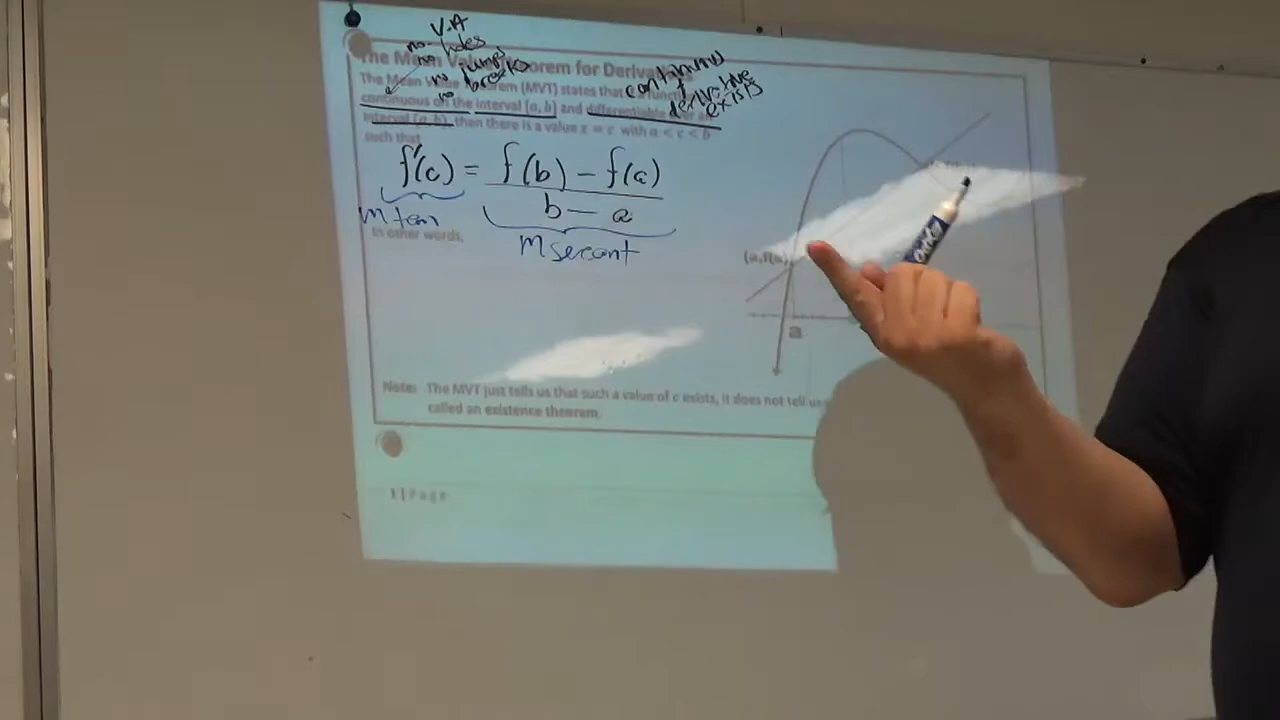 V.A
no holes
no jumps
no breaks
The Mean Value Theorem for Deriva
The Mean Value Theorem (MVT) states that
continuous
+
derivative
exists
continuous on the interval [a, b] and differentiable
interval (a, b), then there is a value x = c with a < c < b
such that
f'(c) = f(b) – f(a)
b – a
m tan
m secant
In other words,
(a,f(a))
a
Note: The MVT just tells us that such a value of c exists, it does not tell us
called an existence theorem.
1 | Page